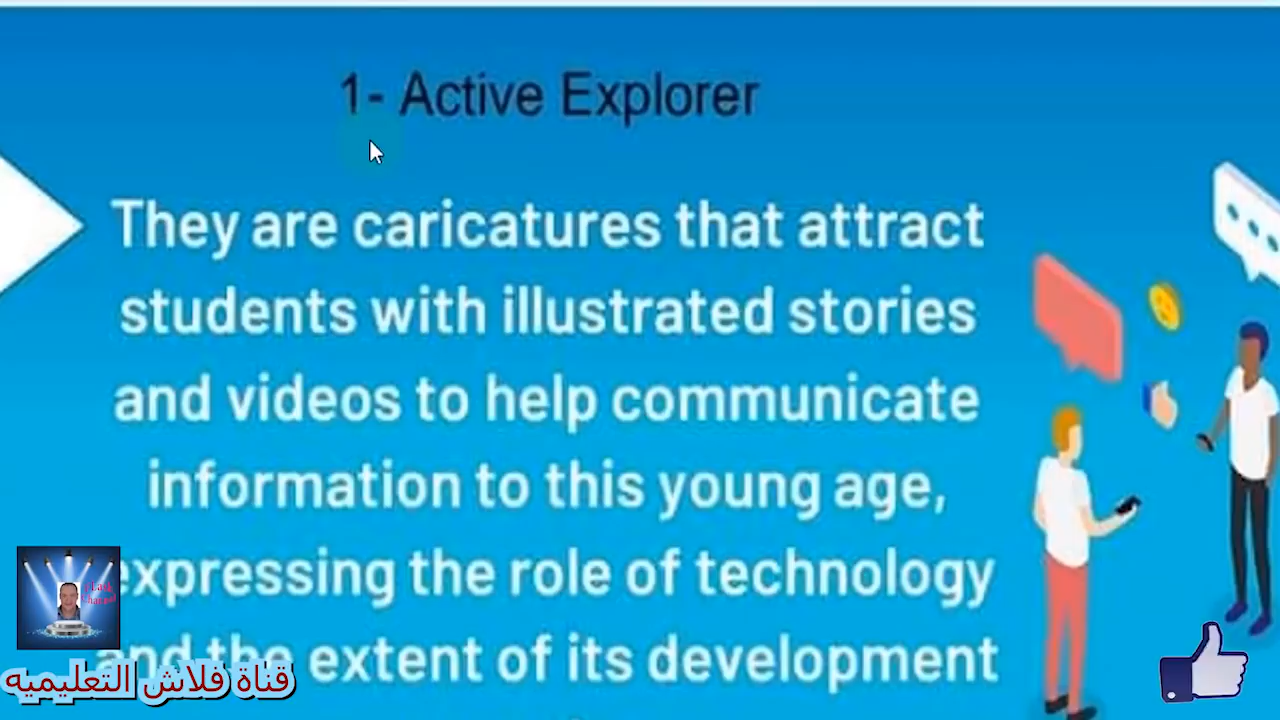 1- Active Explorer
They are caricatures that attract
students with illustrated stories
and videos to help communicate
information to this young age,
expressing the role of technology
and the extent of its development
قناة فلاش التعليميه